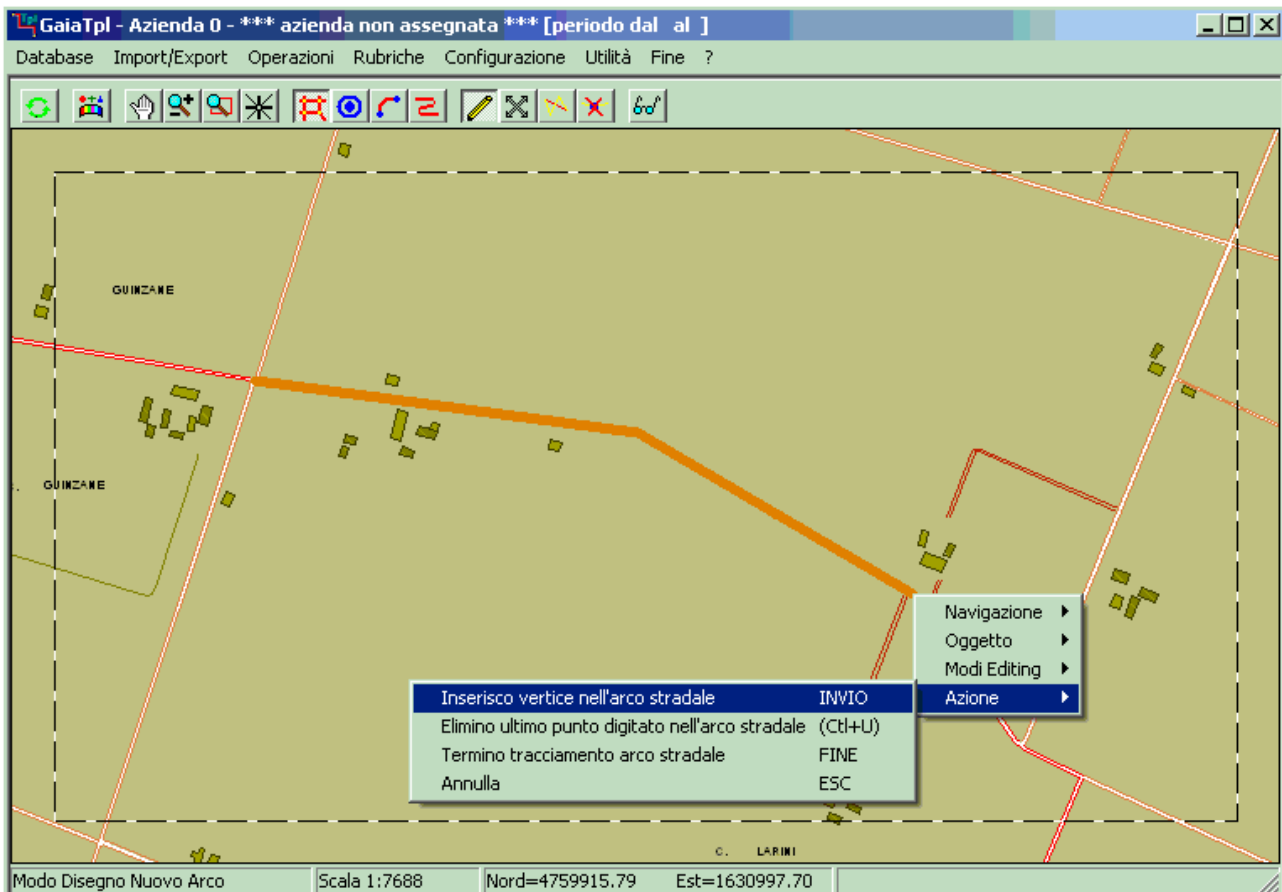 GaiaTpl - Azienda 0 - *** azienda non assegnata *** [periodo dal al ]
Database Import/Export Operazioni Rubriche Configurazione Utilità Fine ?
GUINZANE
GUINZANE
Navigazione
Oggetto
Modi Editing
Azione
Inserisco vertice nell'arco stradale INVIO
Elimino ultimo punto digitato nell'arco stradale (Ctl+U)
Termino tracciamento arco stradale FINE
Annulla ESC
C. LARINI
Modo Disegno Nuovo Arco Scala 1:7688 Nord=4759915.79 Est=1630997.70